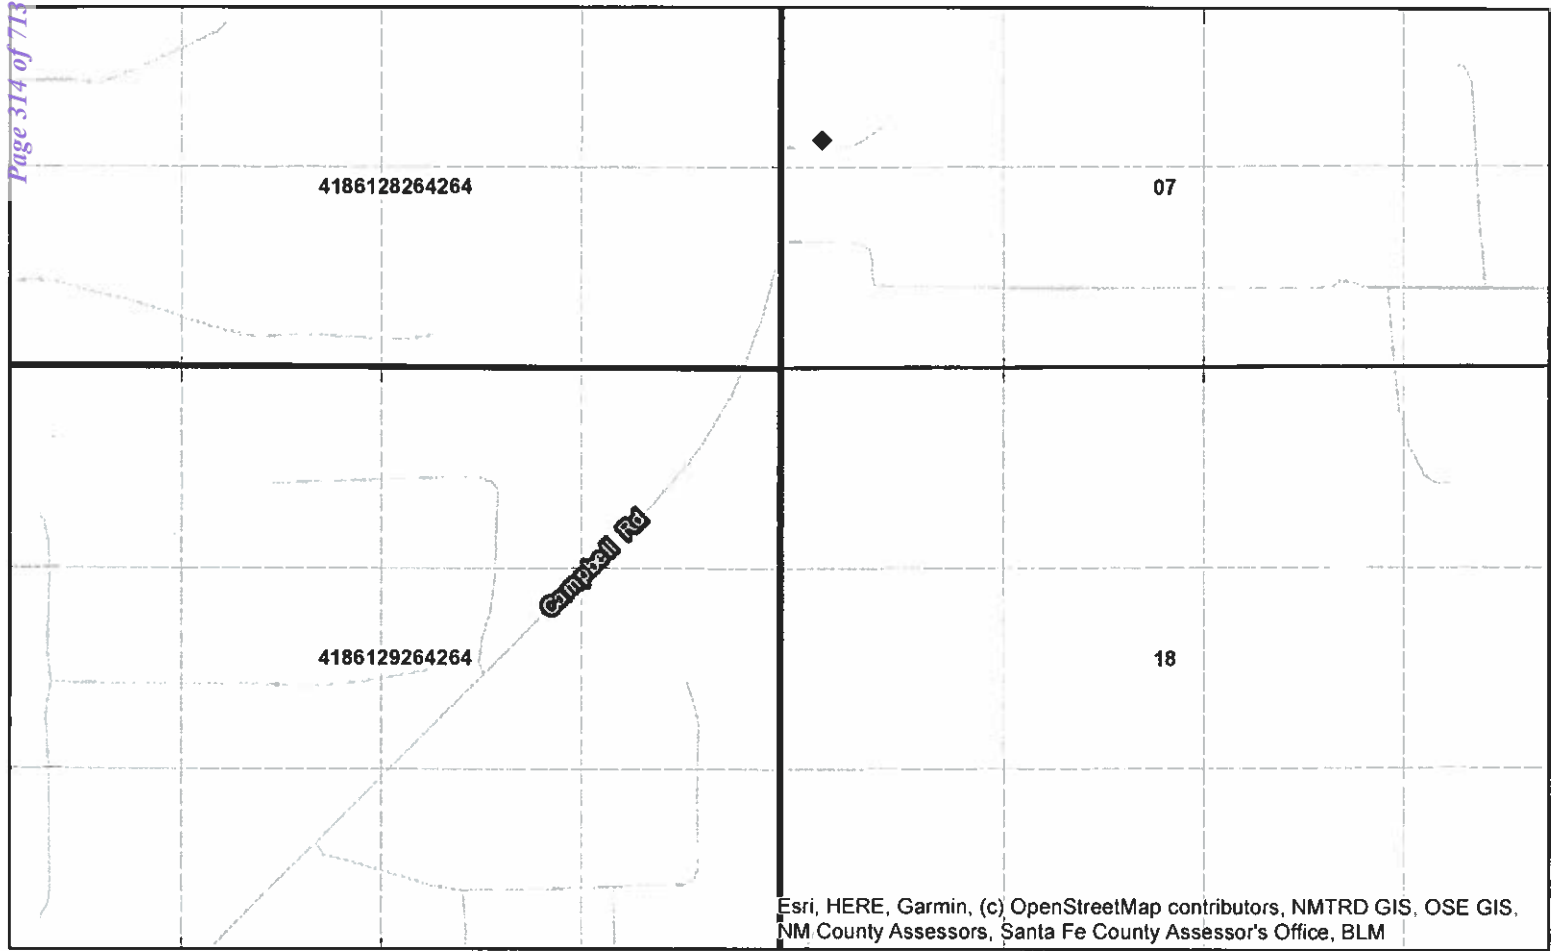 Page 314 of 713
4186128264264
07
Campbell Rd
4186129264264
18
Esri, HERE, Garmin, (c) OpenStreetMap contributors, NMTRD GIS, OSE GIS,
NM County Assessors, Santa Fe County Assessor's Office, BLM